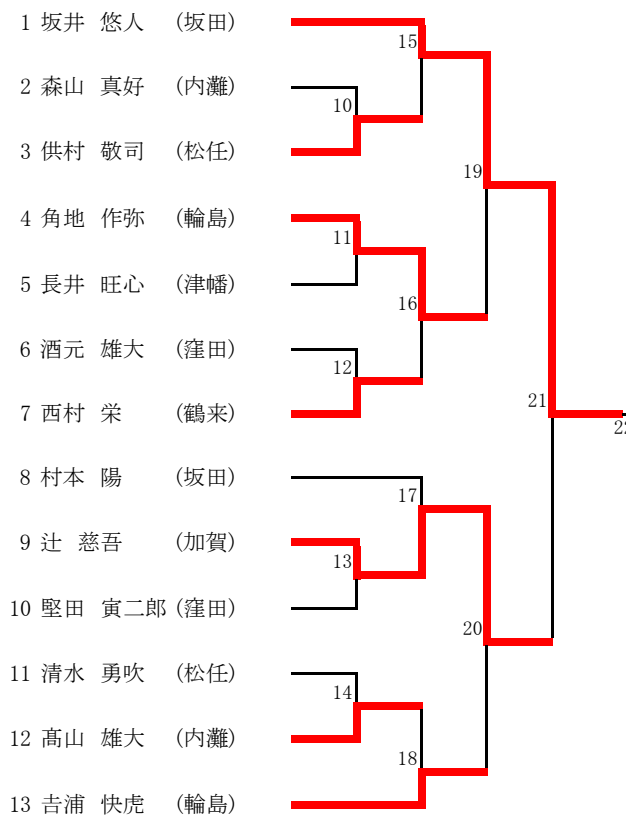 1 坂井 悠人 (坂田)
15
2 森山 真好 (内灘)
10
3 供村 敬司 (松任)
19
4 角地 作弥 (輪島)
11
5 長井 旺心 (津幡)
16
6 酒元 雄大 (窪田)
12
7 西村 栄 (鶴来)
21
22
8 村本 陽 (坂田)
17
9 辻 慈吾 (加賀)
13
10 堅田 寅二郎 (窪田)
20
11 清水 勇吹 (松任)
14
12 髙山 雄大 (内灘)
18
13 𠮷浦 快虎 (輪島)